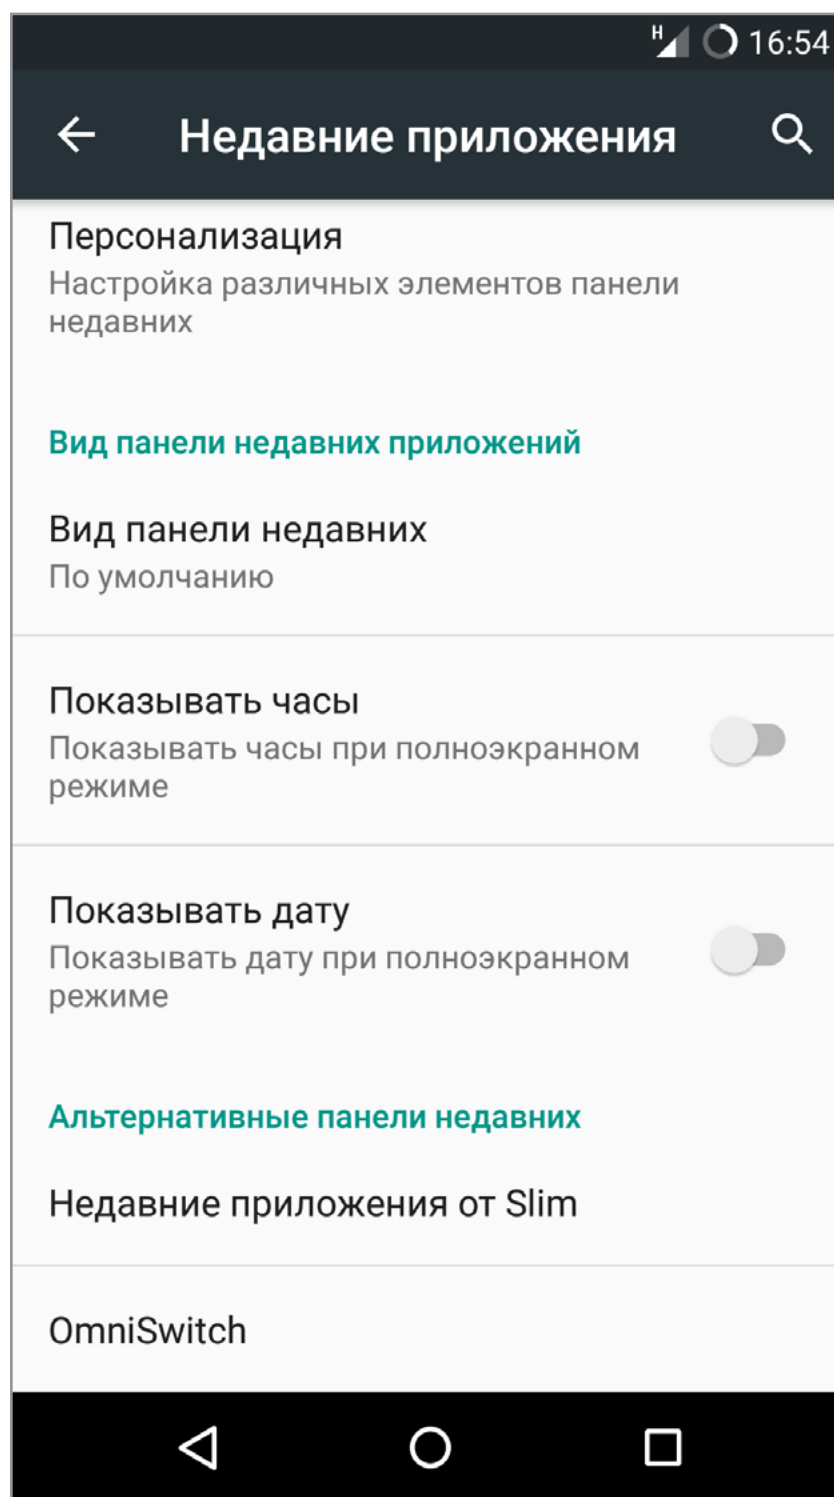 H 16:54
Недавние приложения
Персонализация
Настройка различных элементов панели
недавних
Вид панели недавних приложений
Вид панели недавних
По умолчанию
Показывать часы
Показывать часы при полноэкранном
режиме
Показывать дату
Показывать дату при полноэкранном
режиме
Альтернативные панели недавних
Недавние приложения от Slim
OmniSwitch